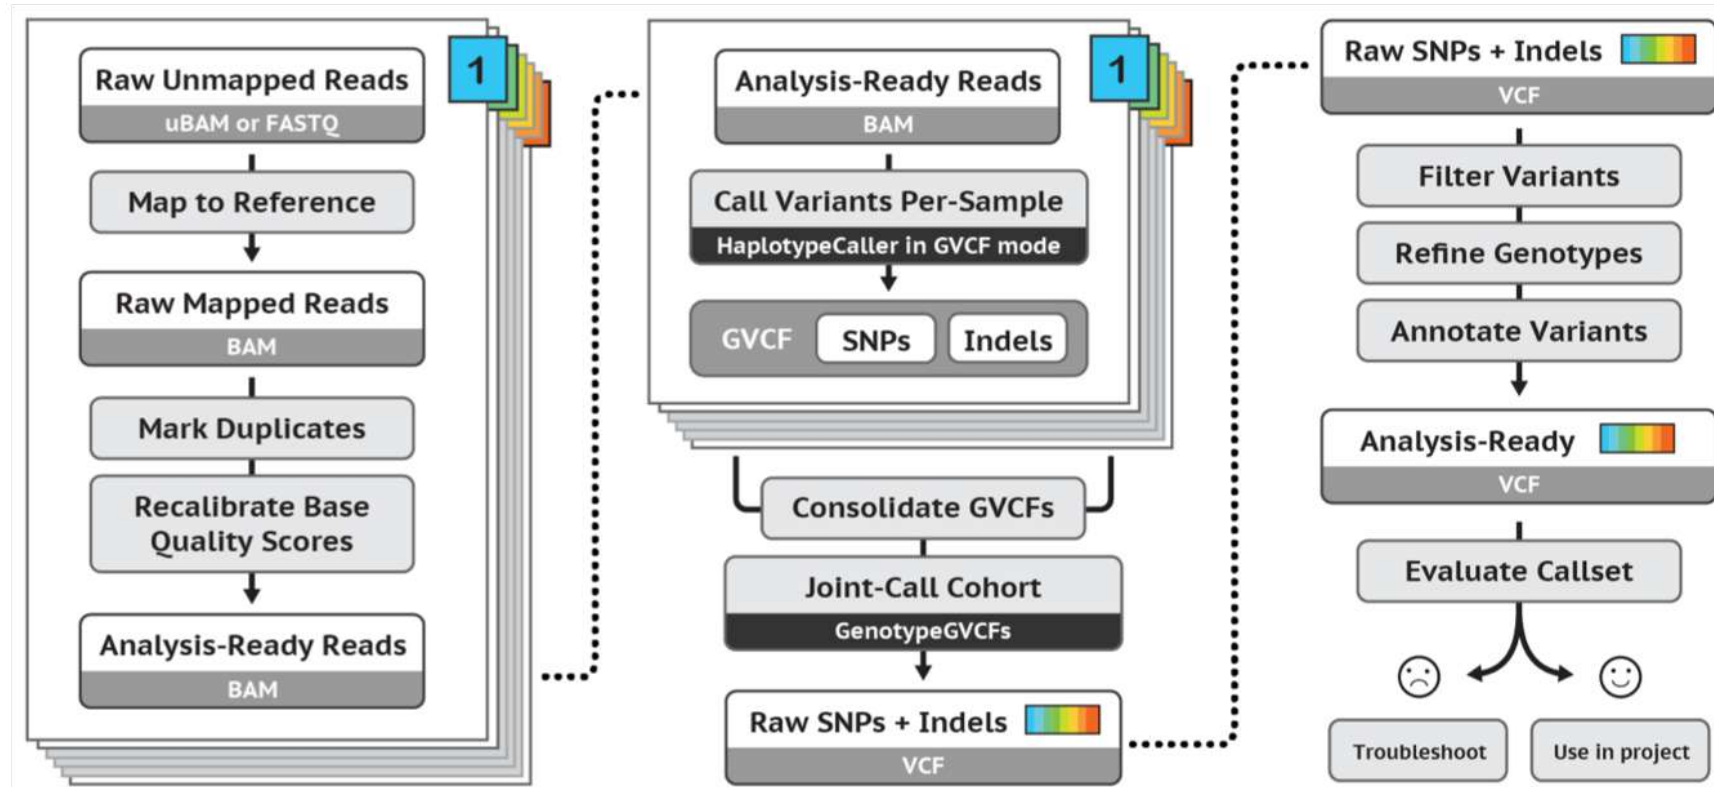 1
Raw Unmapped Reads
uBAM or FASTQ
Map to Reference
Raw Mapped Reads
BAM
Mark Duplicates
Recalibrate Base
Quality Scores
Analysis-Ready Reads
BAM
1
Analysis-Ready Reads
BAM
Call Variants Per-Sample
HaplotypeCaller in GVCF mode
GVCF SNPs Indels
Consolidate GVCFs
Joint-Call Cohort
GenotypeGVCFs
Raw SNPs + Indels
VCF
Raw SNPs + Indels
VCF
Filter Variants
Refine Genotypes
Annotate Variants
Analysis-Ready
VCF
Evaluate Callset
Troubleshoot
Use in project